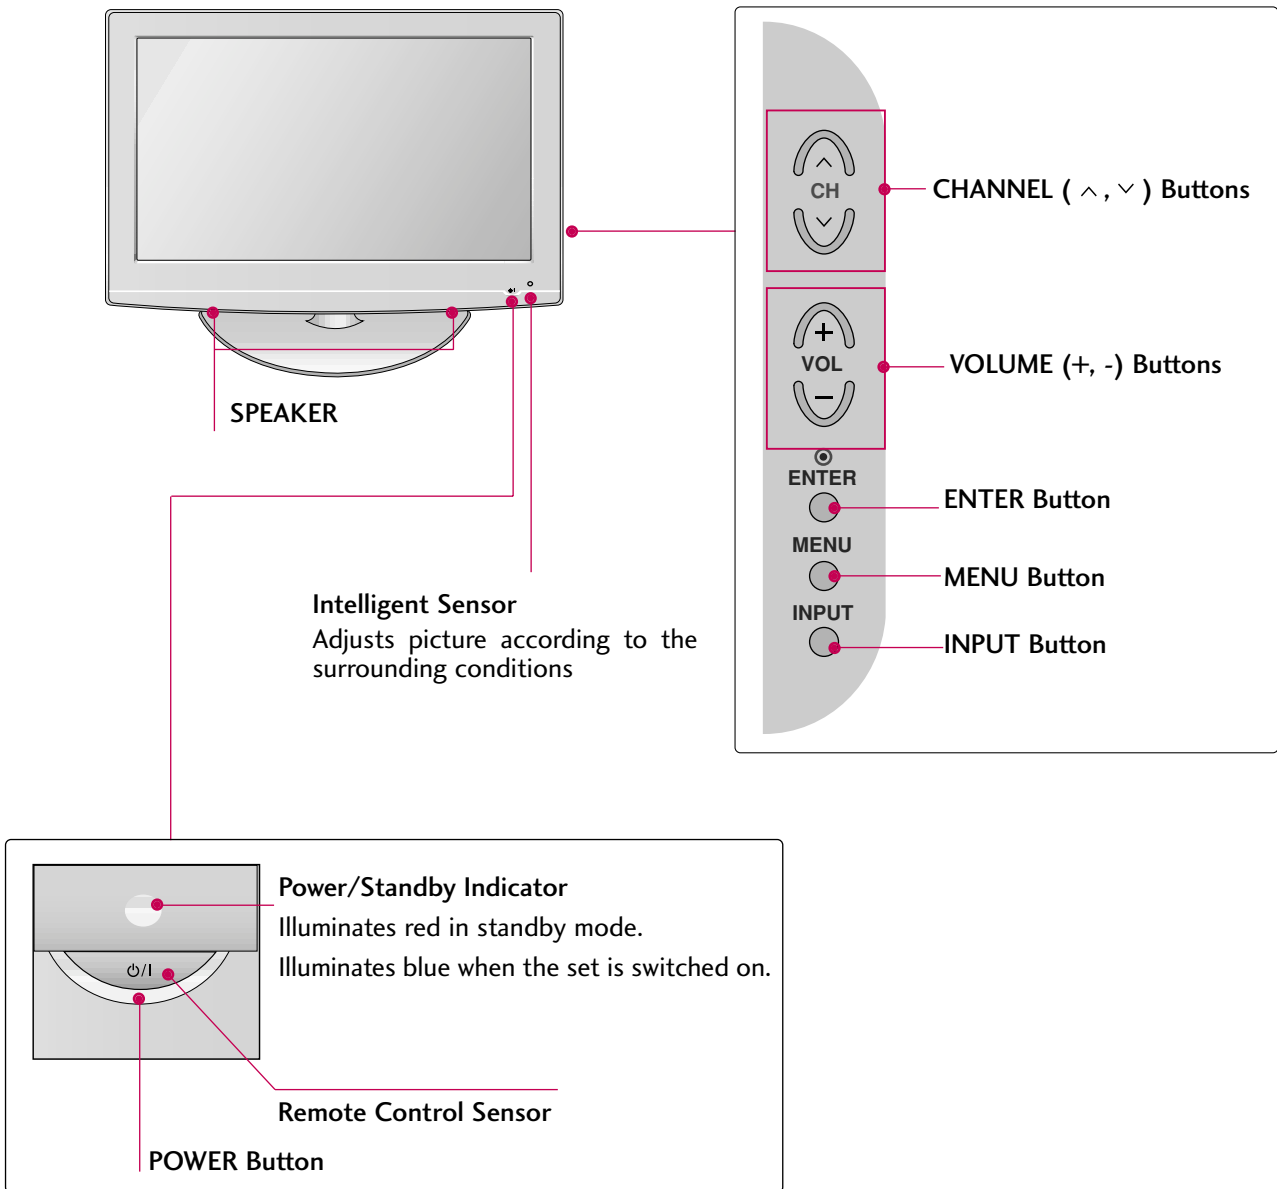 CH
CHANNEL ( ^ , ˅ ) Buttons
+
VOL
-
VOLUME (+, -) Buttons
SPEAKER
ENTER
ENTER Button
MENU
MENU Button
INPUT
INPUT Button
Intelligent Sensor
Adjusts picture according to the
surrounding conditions
Power/Standby Indicator
Illuminates red in standby mode.
Illuminates blue when the set is switched on.
⏻/I
Remote Control Sensor
POWER Button